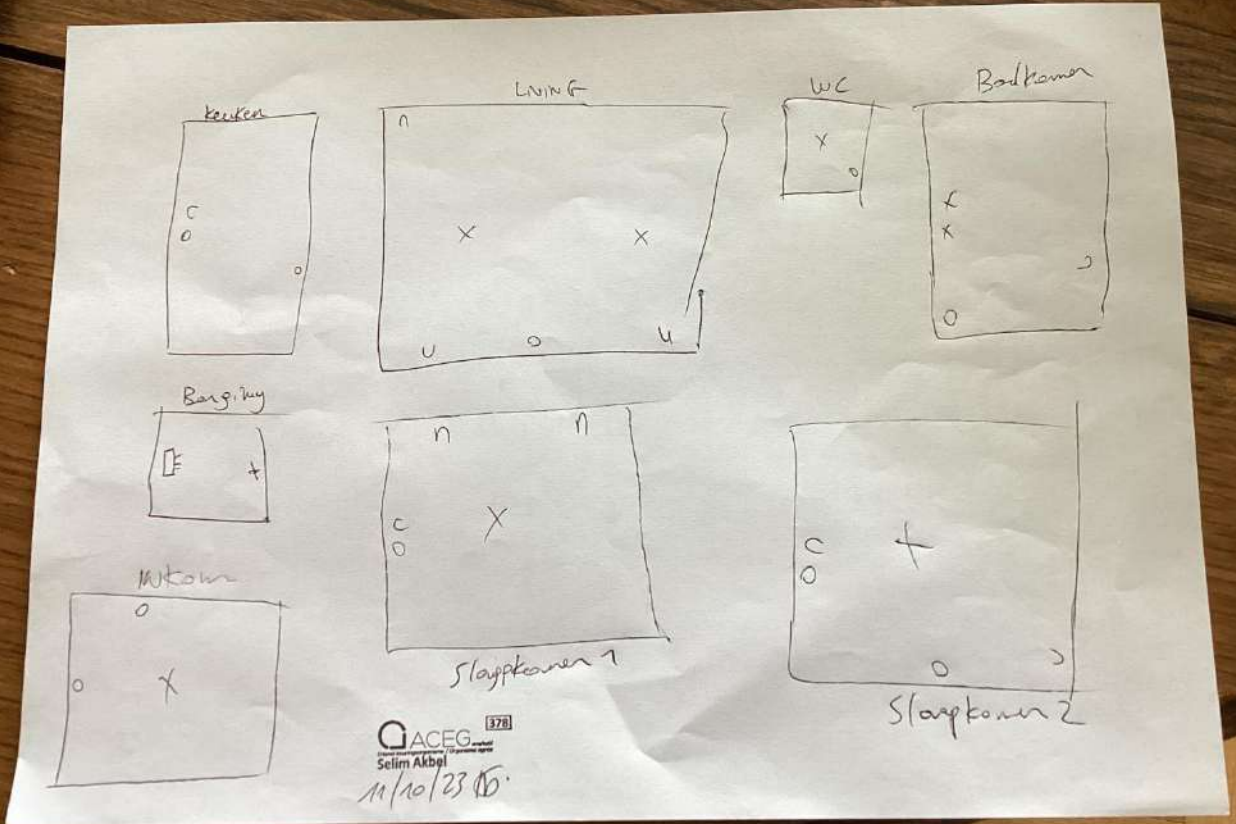 keuken
LIVING
WC
Badkamer
n
X
C
O
X
O
X
X
X
O
O
U
O
U
O
Berging
n
n
X
C
O
X
C
O
X
Inkom
O
O
X
O
Slaapkamer 1
Slaapkamer 2
378
ACEG
Selim Akbel
11/10/23